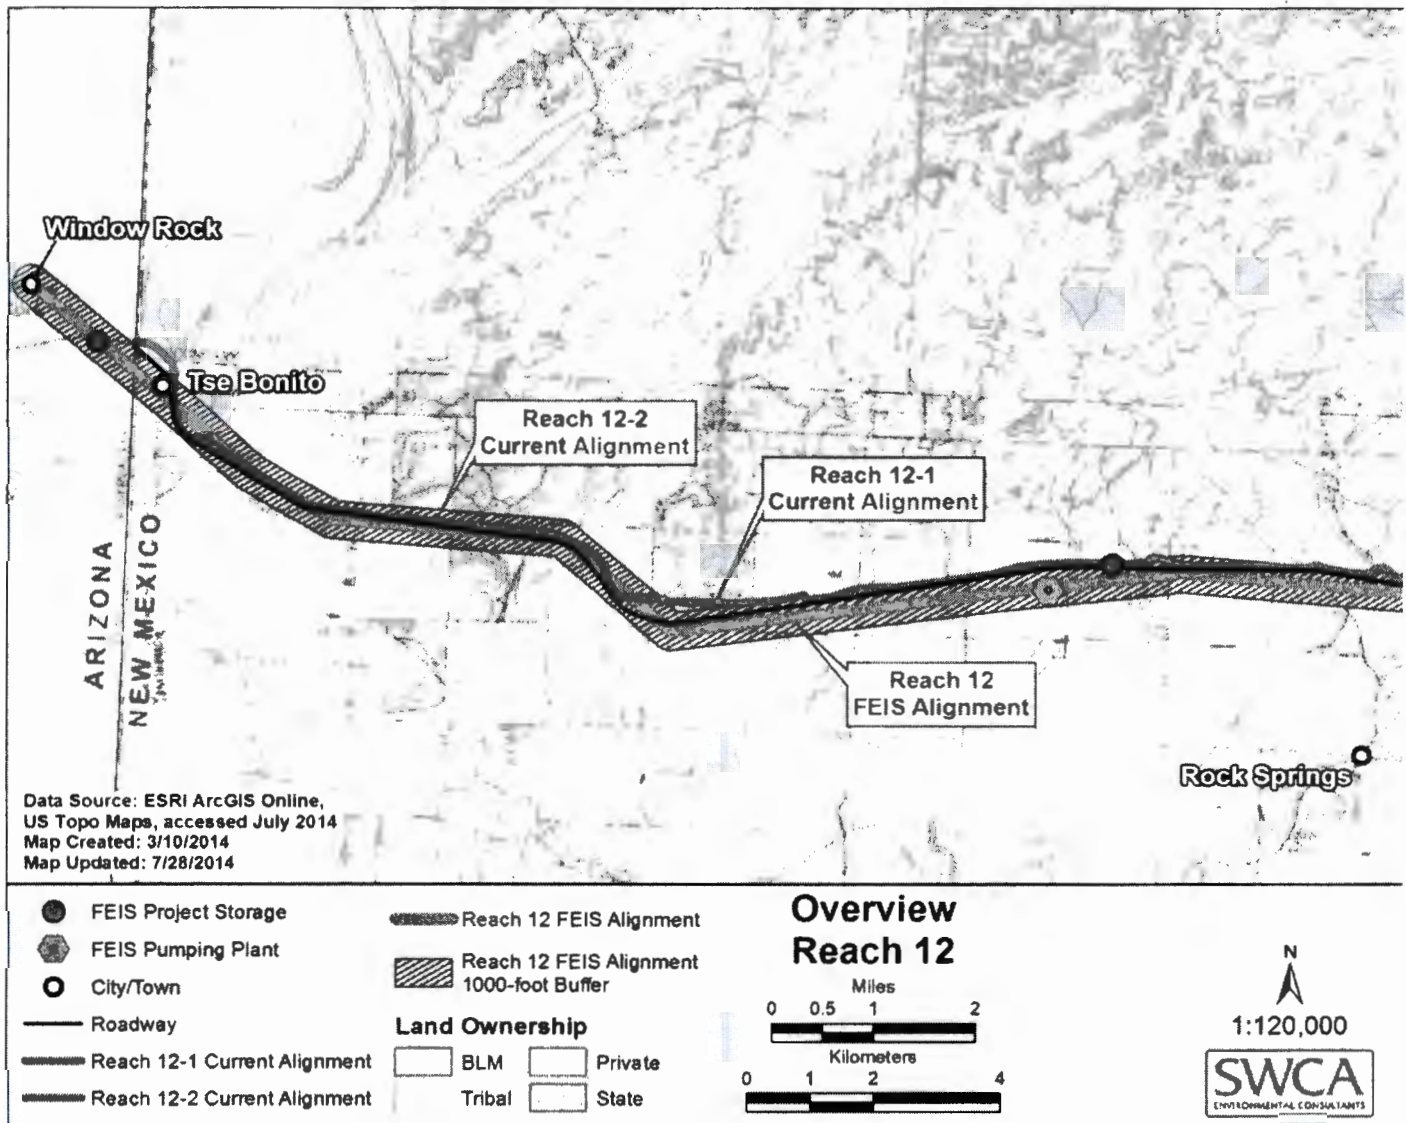 Window Rock
Tse Bonito
Reach 12-2
Current Alignment
Reach 12-1
Current Alignment
ARIZONA
NEW MEXICO
Reach 12
FEIS Alignment
Rock Springs
Data Source: ESRI ArcGIS Online,
US Topo Maps, accessed July 2014
Map Created: 3/10/2014
Map Updated: 7/28/2014
FEIS Project Storage
FEIS Pumping Plant
City/Town
Roadway
Reach 12-1 Current Alignment
Reach 12-2 Current Alignment
Reach 12 FEIS Alignment
Reach 12 FEIS Alignment
1000-foot Buffer
Land Ownership
BLM
Private
Tribal
State
Overview
Reach 12
Miles
0 0.5 1 2
Kilometers
0 1 2 4
N
1:120,000
SWCA
ENVIRONMENTAL CONSULTANTS